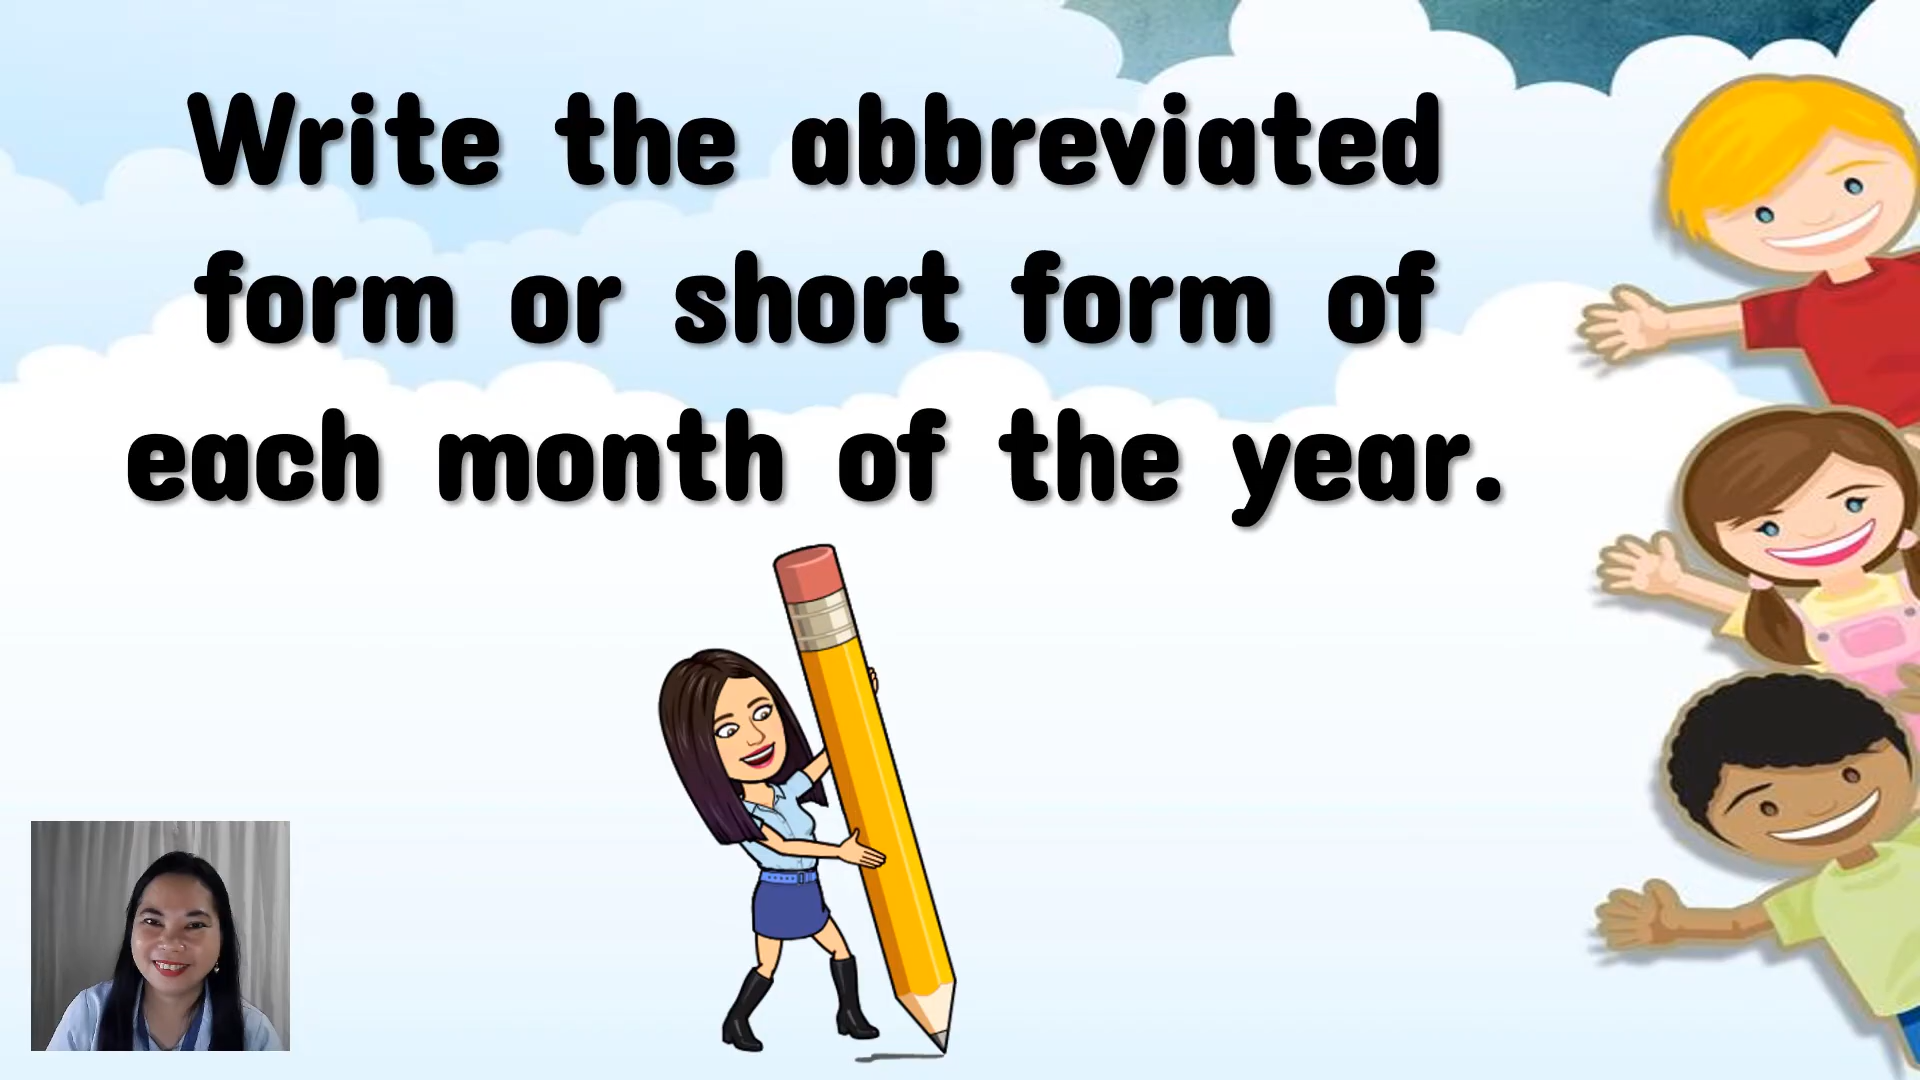 Write the abbreviated
form or short form of
each month of the year.